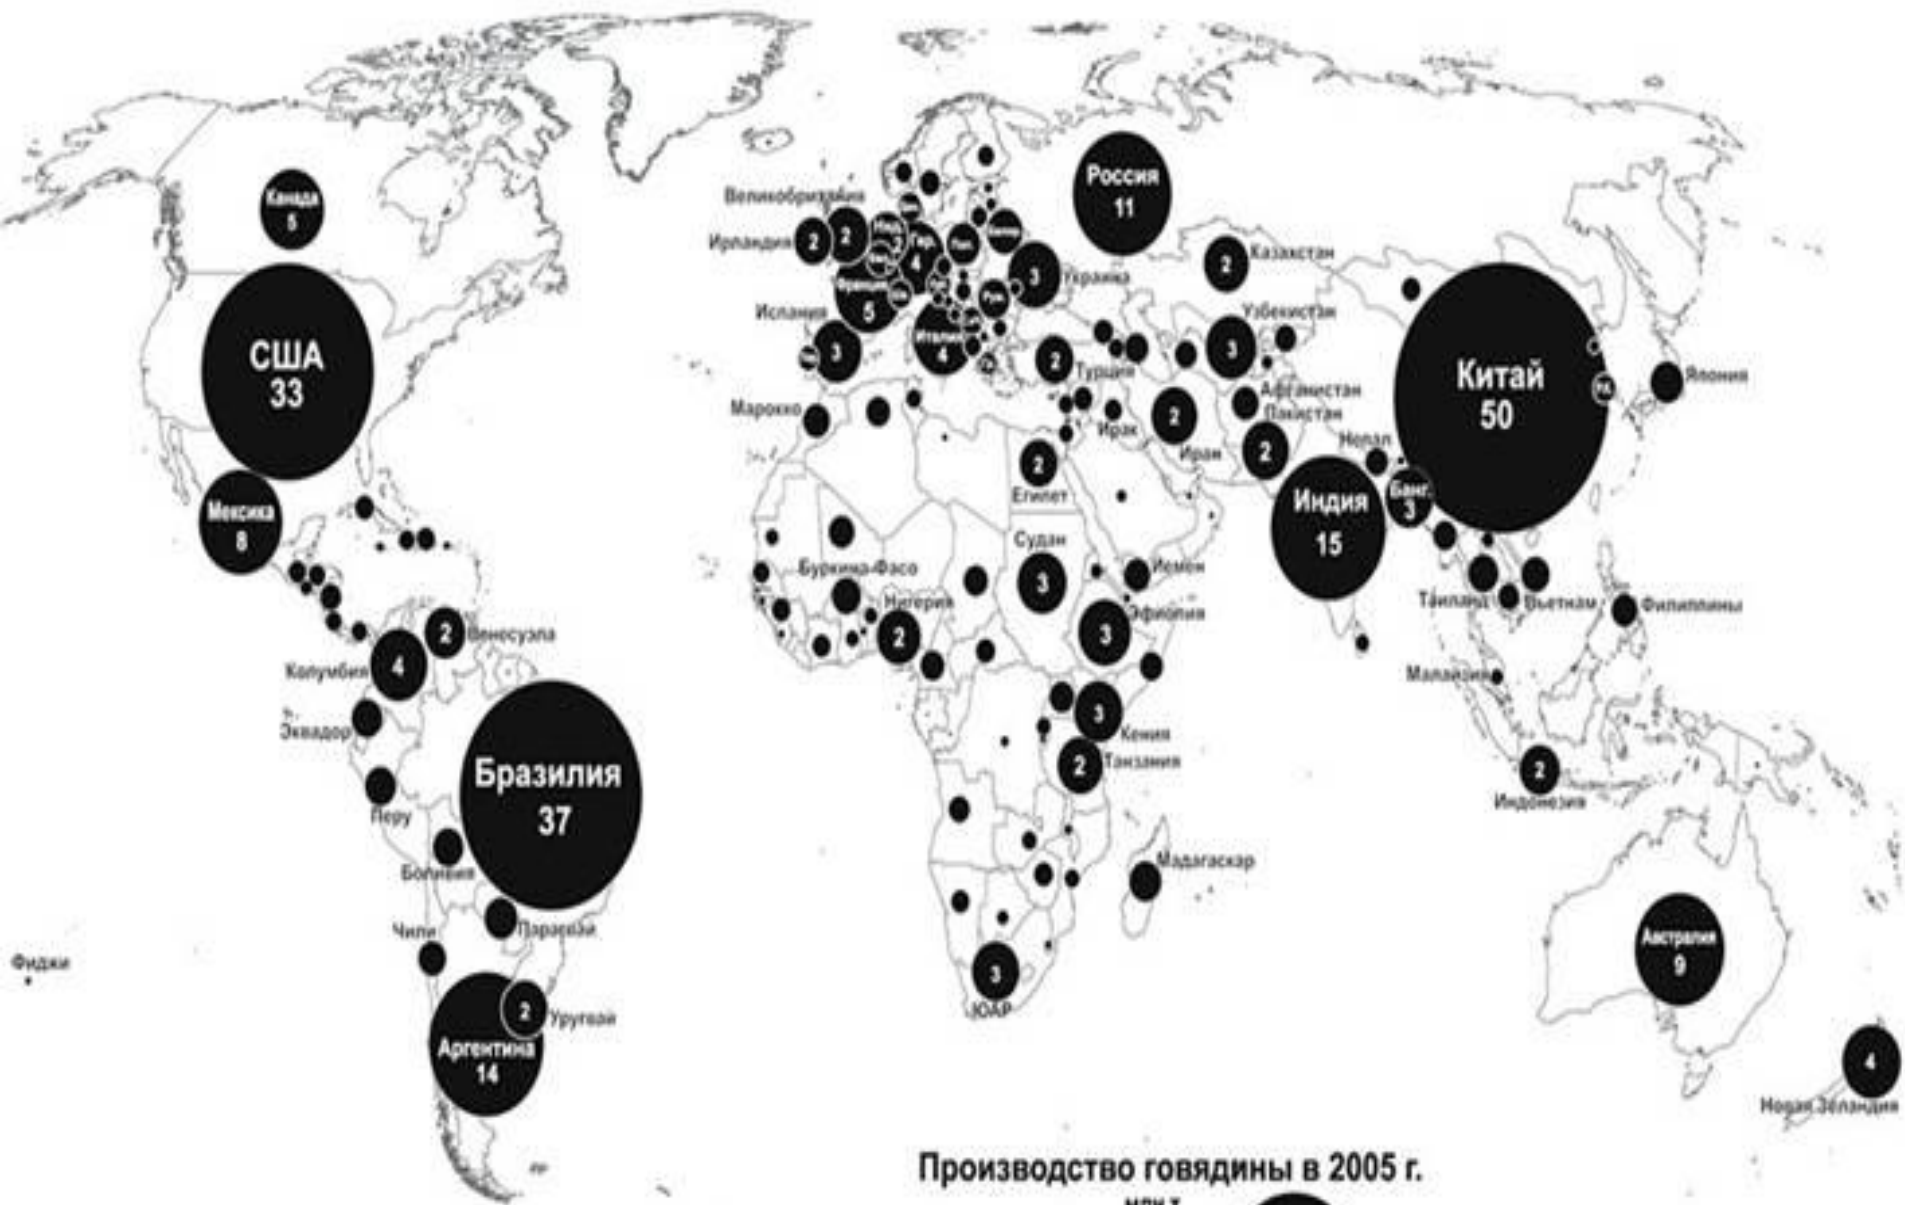 Канада
5
США
33
Мексика
8
Колумбия
4
2
Венесуэла
Эквадор
Перу
Боливия
Бразилия
37
Парагвай
Чили
Аргентина
14
2
Уругвай
Фиджи
Великобритания
2
Ирландия
2
Гер.
4
Франция
5
Испания
3
Италия
4
Пол.
Рум.
3
Украина
Россия
11
2
Казахстан
Узбекистан
3
2
Турция
Афганистан
Пакистан
2
Ирак
2
Иран
Марокко
2
Египет
Судан
3
Буркина-Фасо
Нигерия
2
Йемен
Эфиопия
3
3
Кения
2
Танзания
Мадагаскар
3
ЮАР
Непал
Индия
15
Банг.
3
Китай
50
Япония
Таиланд
Вьетнам
Филиппины
Малайзия
2
Индонезия
Австралия
9
4
Новая Зеландия
Производство говядины в 2005 г.
млн т